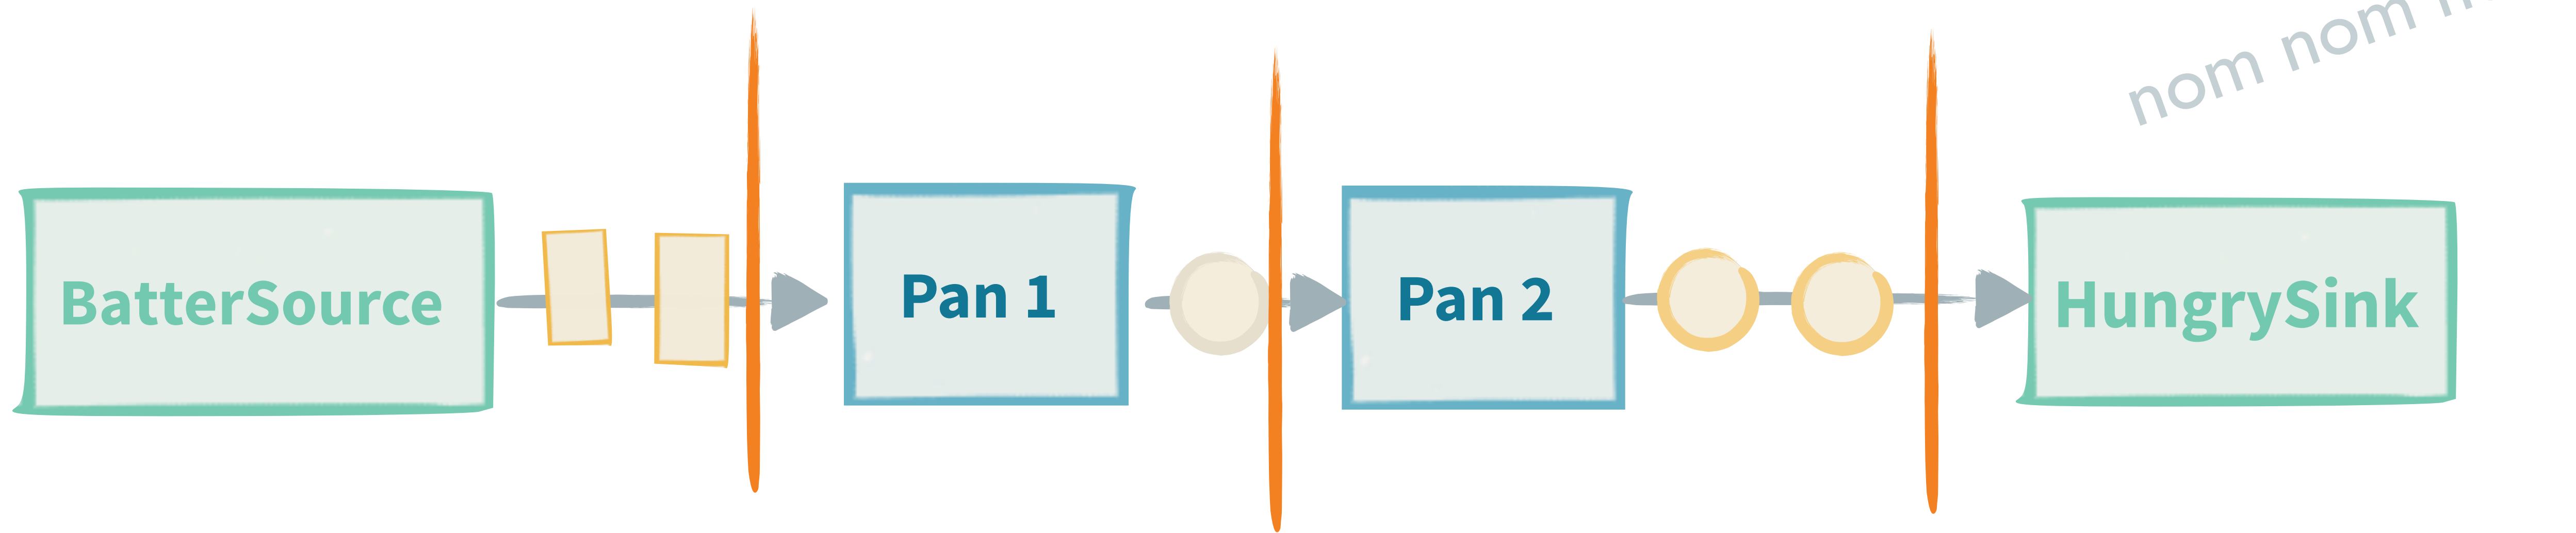 nom nom
BatterSource
Pan 1
Pan 2
HungrySink